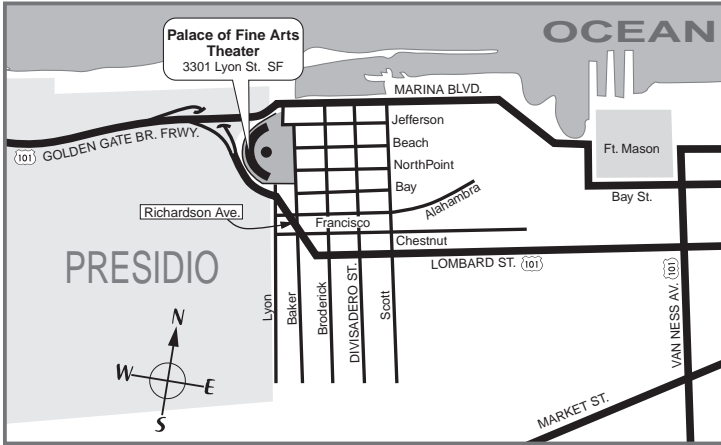 Palace of Fine Arts
Theater
3301 Lyon St. SF
OCEAN
MARINA BLVD.
Jefferson
Beach
NorthPoint
Bay
Ft. Mason
Bay St.
101
GOLDEN GATE BR. FRWY.
Richardson Ave.
Francisco
Alahambra
Chestnut
LOMBARD ST. 101
PRESIDIO
Lyon
Baker
Broderick
DIVISADERO ST.
Scott
VAN NESS AV. 101
MARKET ST.
N
W
E
S